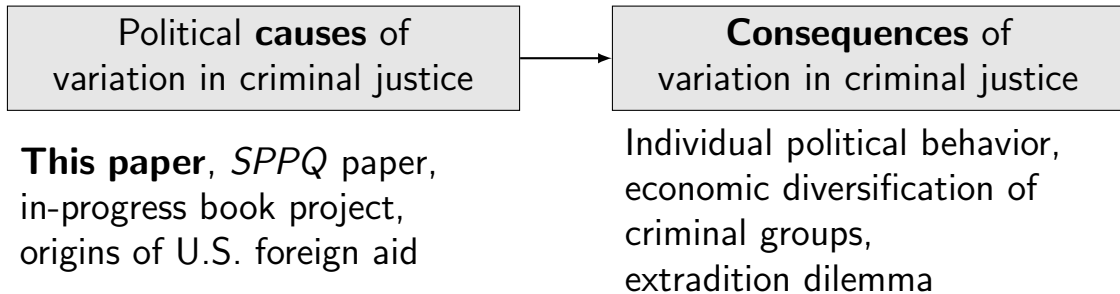 Political causes of
variation in criminal justice
This paper, SPPQ paper,
in-progress book project,
origins of U.S. foreign aid
Consequences of
variation in criminal justice
Individual political behavior,
economic diversification of
criminal groups,
extradition dilemma